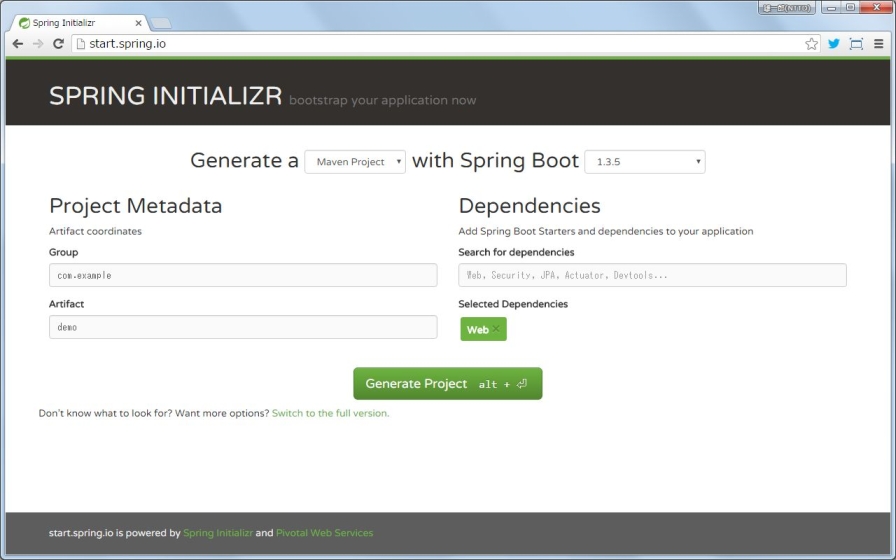 Spring Initializr
start.spring.io
SPRING INITIALIZR bootstrap your application now
Generate a Maven Project with Spring Boot 1.3.5
Project Metadata
Artifact coordinates
Group
com.example
Artifact
demo
Dependencies
Add Spring Boot Starters and dependencies to your application
Search for dependencies
Web, Security, JPA, Actuator, Devtools...
Selected Dependencies
Web ×
Generate Project alt + ⏎
Don't know what to look for? Want more options? Switch to the full version.
start.spring.io is powered by Spring Initializr and Pivotal Web Services